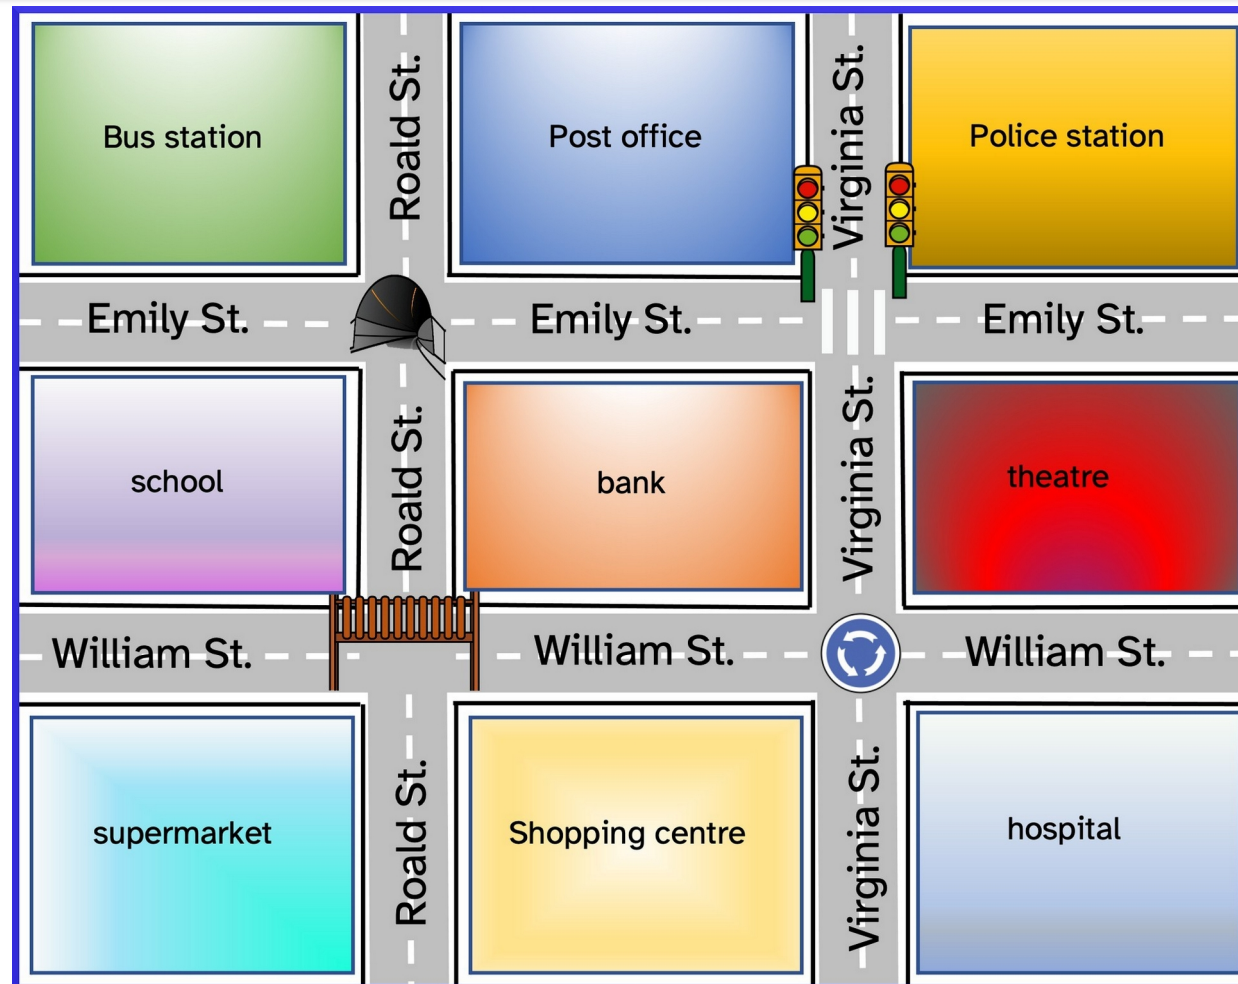 Bus station
Roald St.
Post office
Virginia St.
Police station
Emily St.
Emily St.
Emily St.
school
Roald St.
bank
Virginia St.
theatre
William St.
William St.
William St.
supermarket
Roald St.
Shopping centre
Virginia St.
hospital